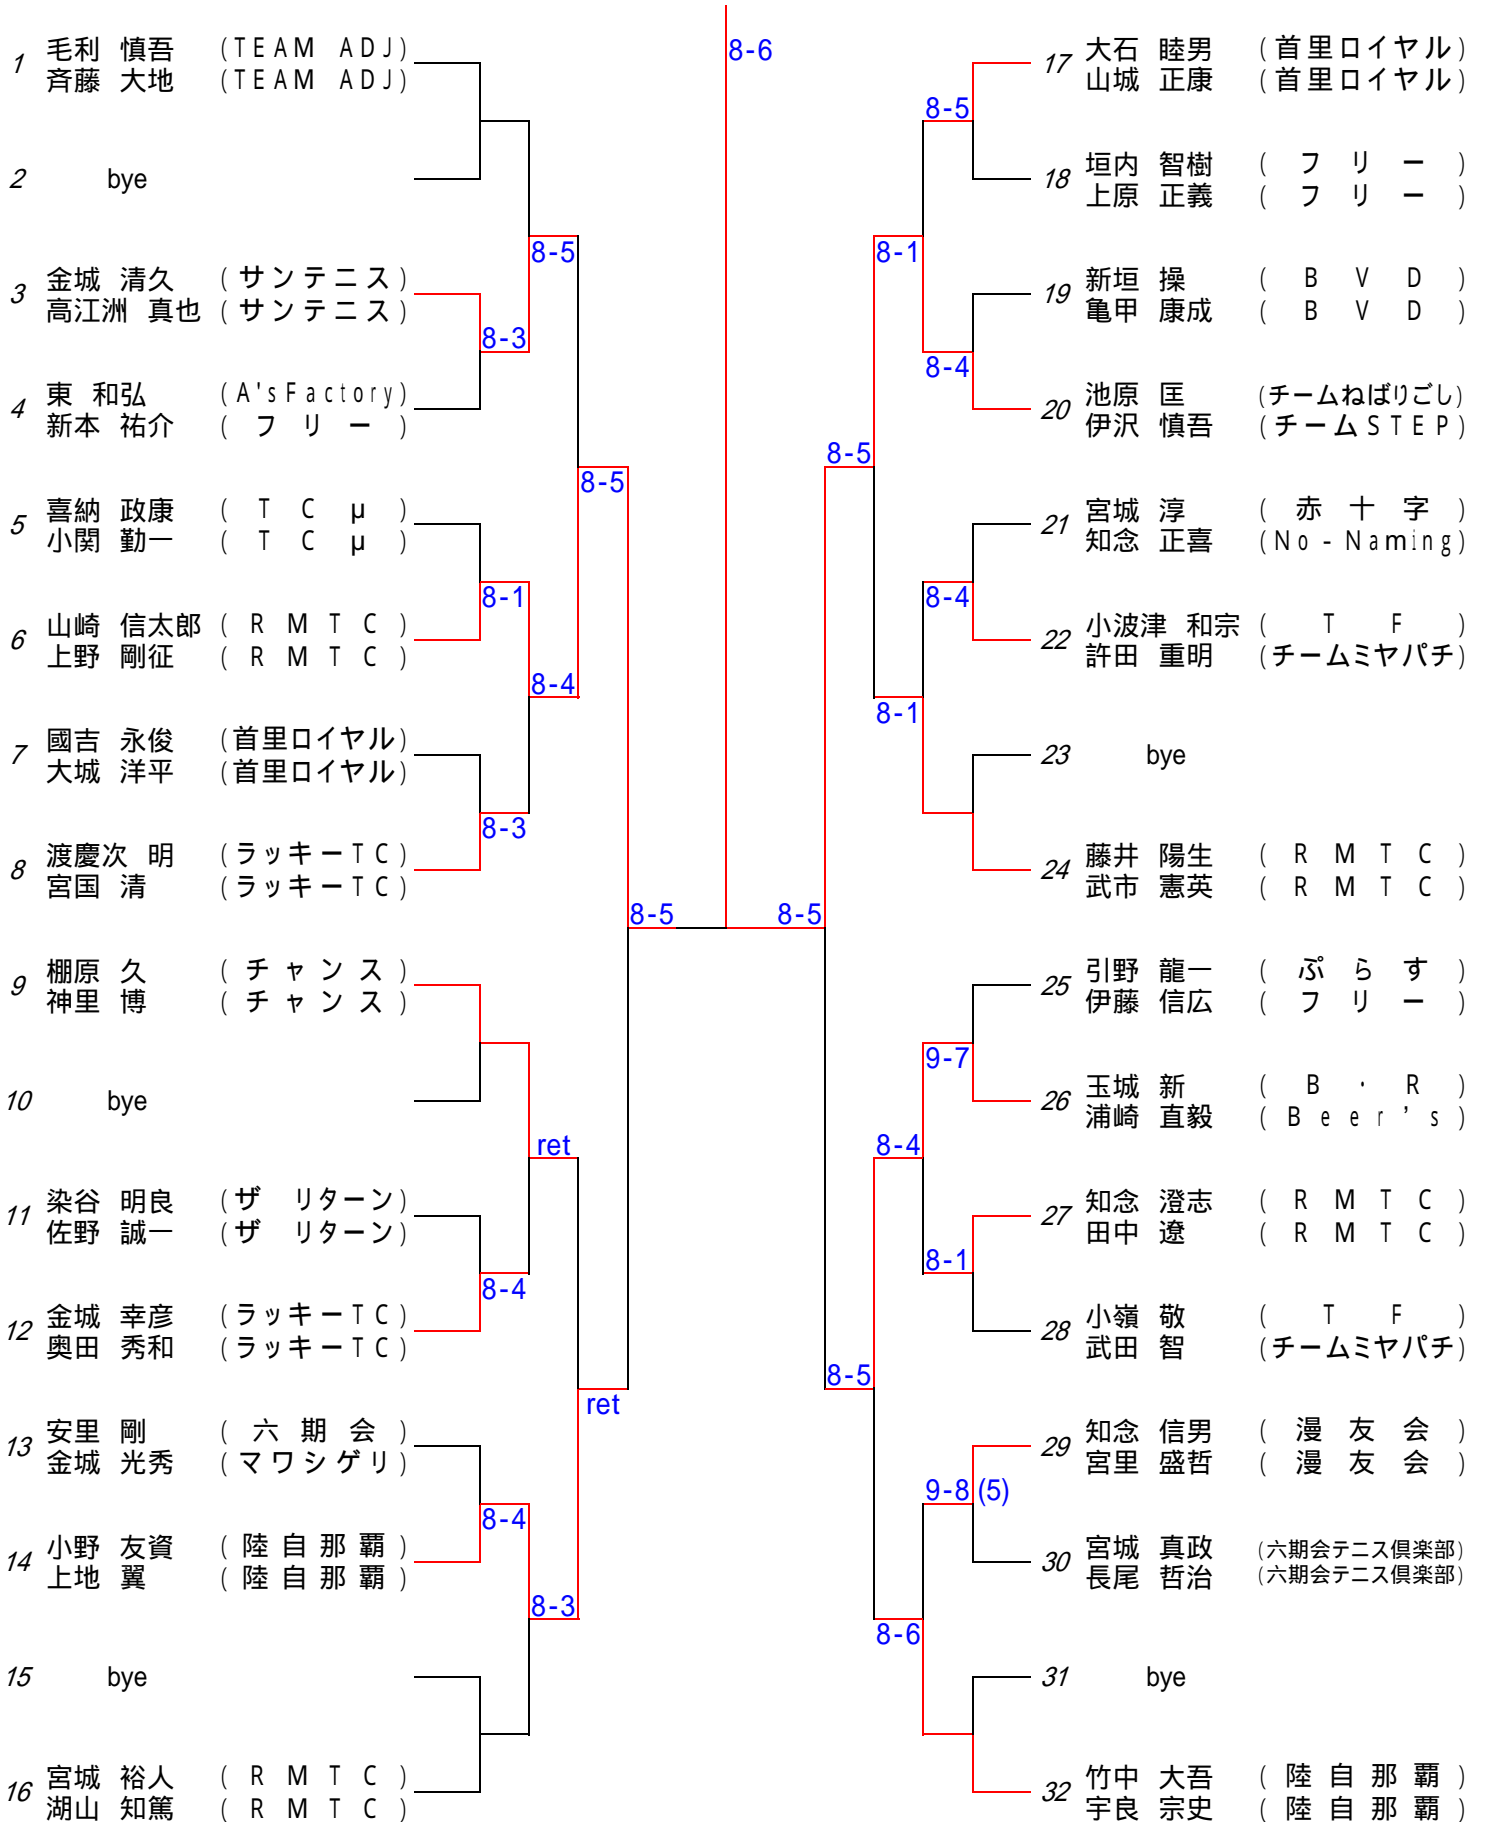 1 毛利 慎吾 (TEAM ADJ)
斉藤 大地 (TEAM ADJ)
2 bye
8-5
3 金城 清久 (サンテニス)
高江洲 真也 (サンテニス)
8-3
4 東 和弘 (A'sFactory)
新本 祐介 (フリー)
8-5
5 喜納 政康 (TCμ)
小関 勤一 (TCμ)
8-1
6 山崎 信太郎 (RMTC)
上野 剛征 (RMTC)
8-4
7 國吉 永俊 (首里ロイヤル)
大城 洋平 (首里ロイヤル)
8-3
8 渡慶次 明 (ラッキーTC)
宮国 清 (ラッキーTC)
8-5
9 棚原 久 (チャンス)
神里 博 (チャンス)
10 bye
ret
11 染谷 明良 (ザ リターン)
佐野 誠一 (ザ リターン)
8-4
12 金城 幸彦 (ラッキーTC)
奥田 秀和 (ラッキーTC)
ret
13 安里 剛 (六期会)
金城 光秀 (マワシゲリ)
8-4
14 小野 友資 (陸自那覇)
上地 翼 (陸自那覇)
8-3
15 bye
16 宮城 裕人 (RMTC)
湖山 知篤 (RMTC)
8-6
17 大石 睦男 (首里ロイヤル)
山城 正康 (首里ロイヤル)
8-5
18 垣内 智樹 (フリー)
上原 正義 (フリー)
8-1
19 新垣 操 (BVD)
亀甲 康成 (BVD)
8-4
20 池原 匡 (チームねばりごし)
伊沢 慎吾 (チームSTEP)
8-5
21 宮城 淳 (赤十字)
知念 正喜 (No-Naming)
8-4
22 小波津 和宗 (TF)
許田 重明 (チームミヤパチ)
8-1
23 bye
24 藤井 陽生 (RMTC)
武市 憲英 (RMTC)
8-5
25 引野 龍一 (ぷらす)
伊藤 信広 (フリー)
9-7
26 玉城 新 (B・R)
浦崎 直毅 (Beer's)
8-4
27 知念 澄志 (RMTC)
田中 遼 (RMTC)
8-1
28 小嶺 敬 (TF)
武田 智 (チームミヤパチ)
8-5
29 知念 信男 (漫友会)
宮里 盛哲 (漫友会)
9-8 (5)
30 宮城 真政 (六期会テニス倶楽部)
長尾 哲治 (六期会テニス倶楽部)
8-6
31 bye
32 竹中 大吾 (陸自那覇)
宇良 宗史 (陸自那覇)